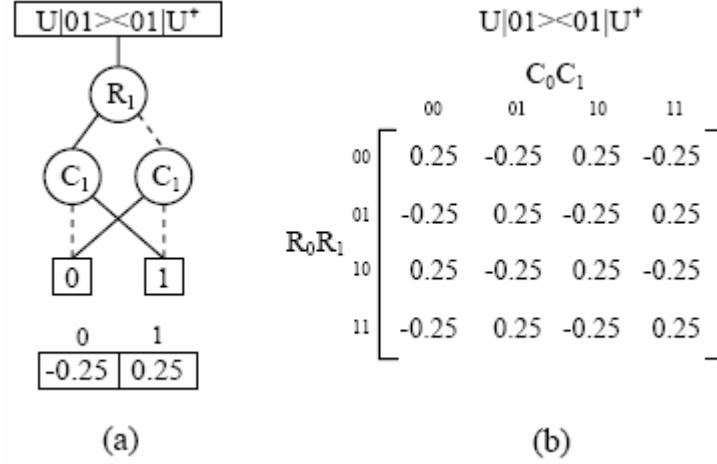 U|01><01|U†
R₁
C₁ C₁
0 1
0 1
-0.25 0.25
(a)
U|01><01|U†
C₀C₁
00 01 10 11
00 0.25 -0.25 0.25 -0.25
01 -0.25 0.25 -0.25 0.25
R₀R₁
10 0.25 -0.25 0.25 -0.25
11 -0.25 0.25 -0.25 0.25
(b)